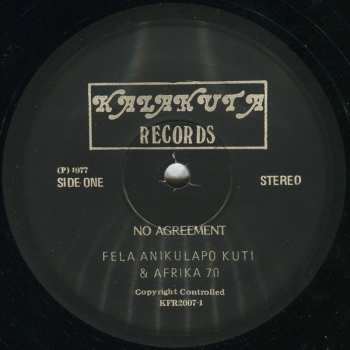 KALAKUTA
RECORDS
(P) 1977
SIDE ONE
STEREO
NO AGREEMENT
FELA ANIKULAPO KUTI
& AFRIKA 70
Copyright Controlled
KFR2007-1